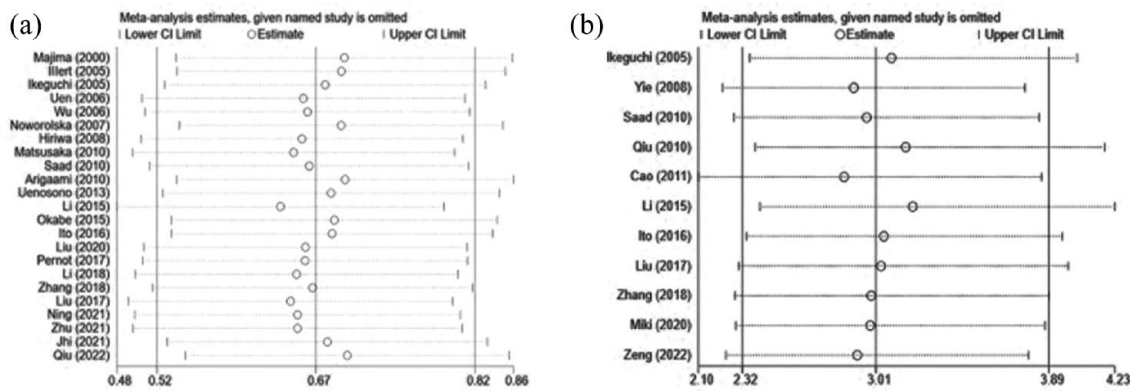 (a)
Meta-analysis estimates, given named study is omitted
Lower CI Limit Estimate Upper CI Limit
Majima (2000)
Illert (2005)
Ikeguchi (2005)
Uen (2006)
Wu (2006)
Noworolska (2007)
Hiriwa (2008)
Matsusaka (2010)
Saad (2010)
Arigaami (2010)
Uenosono (2013)
Li (2015)
Okabe (2015)
Ito (2016)
Liu (2020)
Pernot (2017)
Li (2018)
Zhang (2018)
Liu (2017)
Ning (2021)
Zhu (2021)
Jhi (2021)
Qiu (2022)
0.48 0.52 0.67 0.82 0.86
(b)
Meta-analysis estimates, given named study is omitted
Lower CI Limit Estimate Upper CI Limit
Ikeguchi (2005)
Yie (2008)
Saad (2010)
Qiu (2010)
Cao (2011)
Li (2015)
Ito (2016)
Liu (2017)
Zhang (2018)
Miki (2020)
Zeng (2022)
2.10 2.32 3.01 3.89 4.23